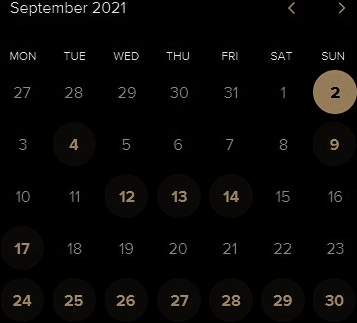 September 2021
MON TUE WED THU FRI SAT SUN
27 28 29 30 31 1 2
3 4 5 6 7 8 9
10 11 12 13 14 15 16
17 18 19 20 21 22 23
24 25 26 27 28 29 30